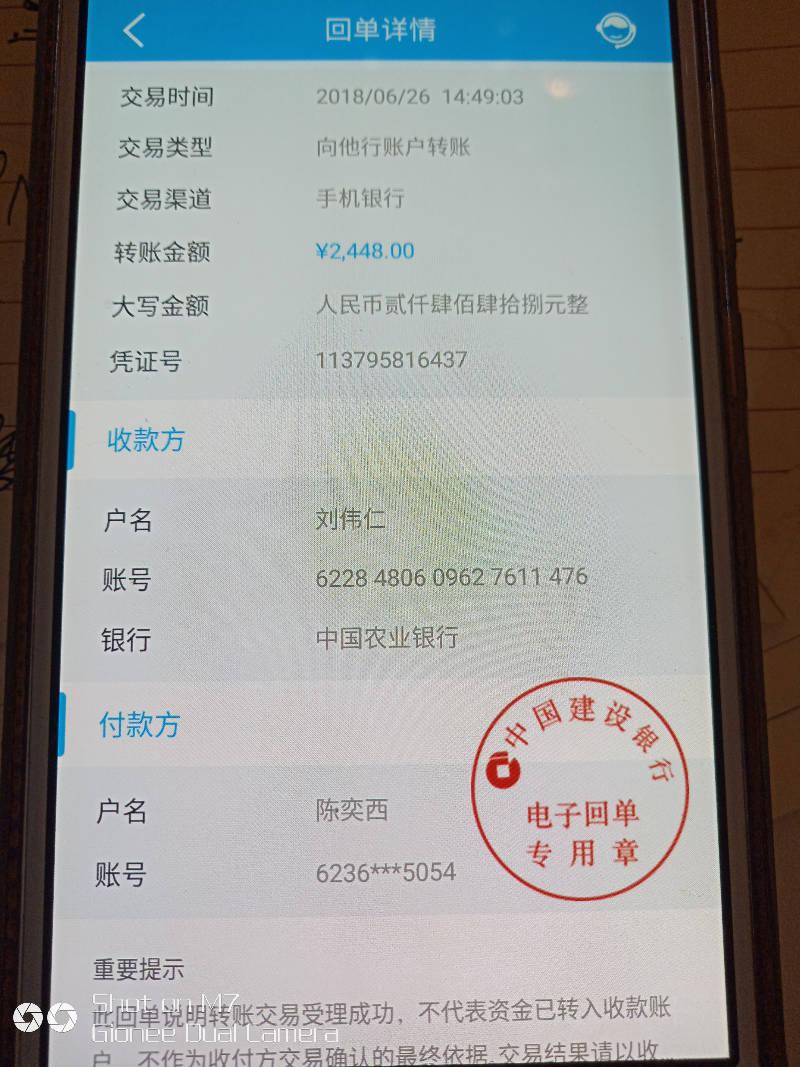 回单详情
交易时间 2018/06/26 14:49:03
交易类型 向他行账户转账
交易渠道 手机银行
转账金额 ¥2,448.00
大写金额 人民币贰仟肆佰肆拾捌元整
凭证号 113795816437
收款方
户名 刘伟仁
账号 6228 4806 0962 7611 476
银行 中国农业银行
付款方
中国建设银行
电子回单
专用章
户名 陈奕西
账号 6236***5054
重要提示
此回单说明转账交易受理成功，不代表资金已转入收款账
户，不作为收付方交易确认的最终依据,交易结果请以收...
Shot on M7
Gionee Dual Camera